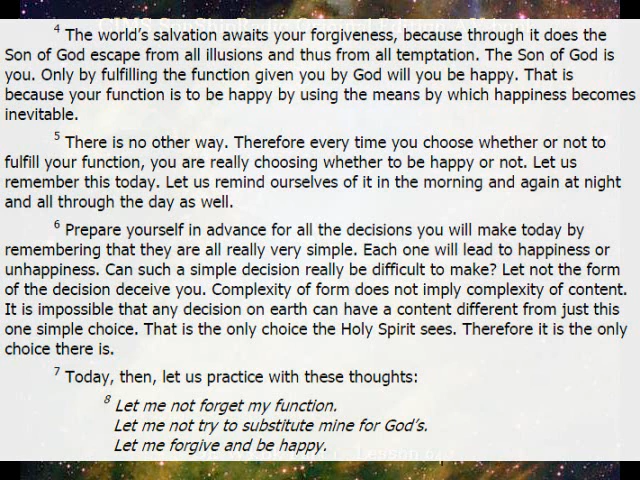 4 The world's salvation awaits your forgiveness, because through it does the
Son of God escape from all illusions and thus from all temptation. The Son of God is
you. Only by fulfilling the function given you by God will you be happy. That is
because your function is to be happy by using the means by which happiness becomes
inevitable.
5 There is no other way. Therefore every time you choose whether or not to
fulfill your function, you are really choosing whether to be happy or not. Let us
remember this today. Let us remind ourselves of it in the morning and again at night
and all through the day as well.
6 Prepare yourself in advance for all the decisions you will make today by
remembering that they are all really very simple. Each one will lead to happiness or
unhappiness. Can such a simple decision really be difficult to make? Let not the form
of the decision deceive you. Complexity of form does not imply complexity of content.
It is impossible that any decision on earth can have a content different from just this
one simple choice. That is the only choice the Holy Spirit sees. Therefore it is the only
choice there is.
7 Today, then, let us practice with these thoughts:
8 Let me not forget my function.
Let me not try to substitute mine for God's.
Let me forgive and be happy.